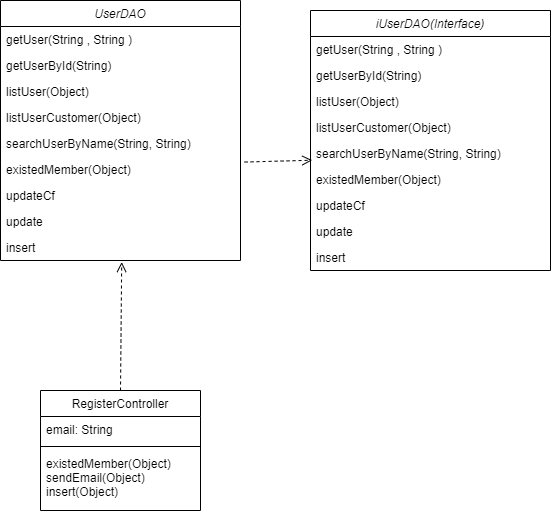 UserDAO
getUser(String , String )
getUserById(String)
listUser(Object)
listUserCustomer(Object)
searchUserByName(String, String)
existedMember(Object)
updateCf
update
insert
iUserDAO(Interface)
getUser(String , String )
getUserById(String)
listUser(Object)
listUserCustomer(Object)
searchUserByName(String, String)
existedMember(Object)
updateCf
update
insert
RegisterController
email: String
existedMember(Object)
sendEmail(Object)
insert(Object)